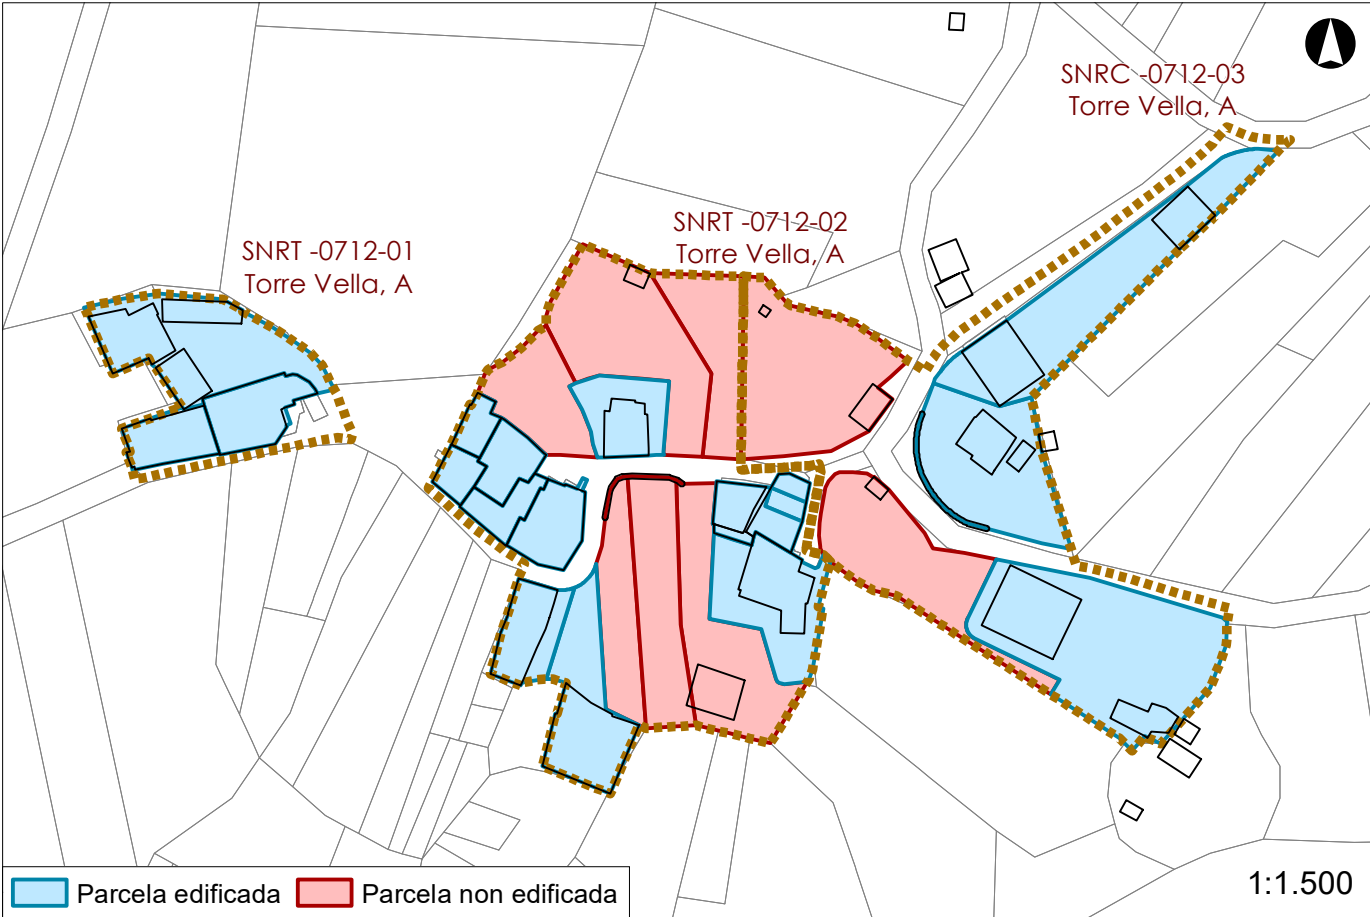 SNRC -0712-03
Torre Vella, A
SNRT -0712-02
Torre Vella, A
SNRT -0712-01
Torre Vella, A
Parcela edificada
Parcela non edificada
1:1.500